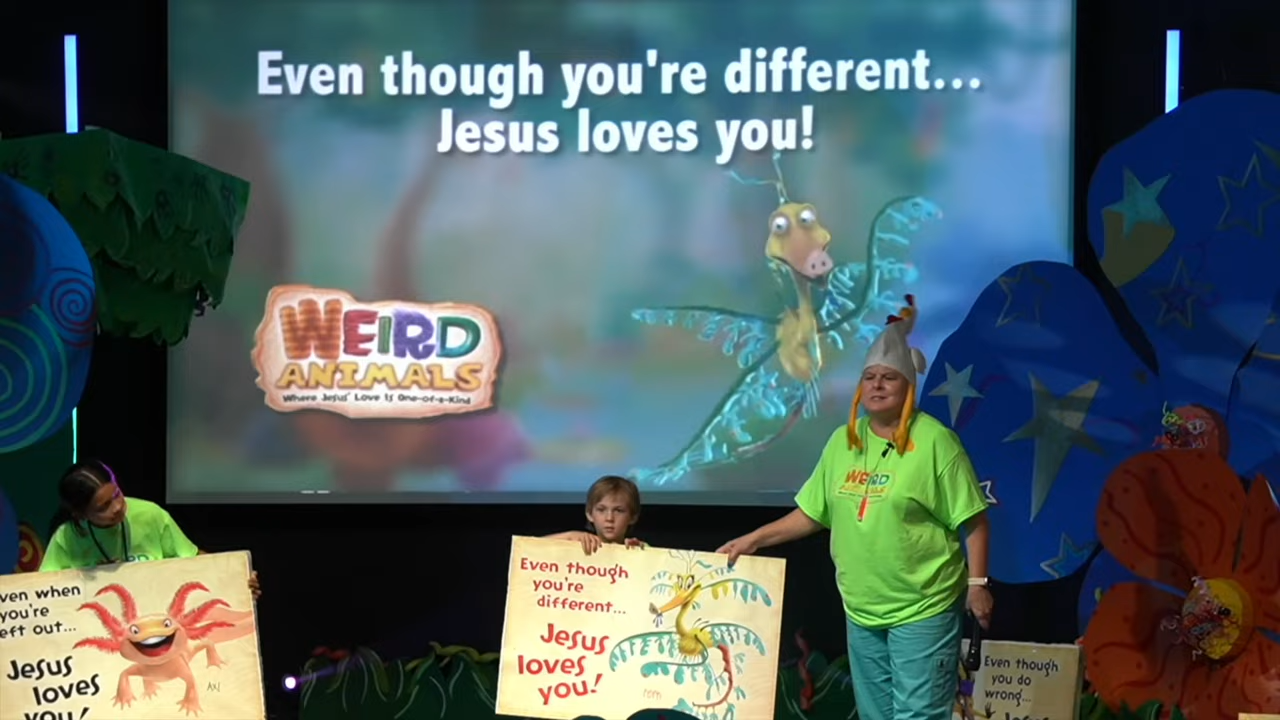 Even though you're different...
Jesus loves you!
WEIRD
ANIMALS
Where Jesus' Love Is One-of-a-Kind
ven when
you're
eft out...
Jesus
loves
you!
Even though
you're
different...
Jesus
loves
you!
WEIRD
Even though
you do
wrong...
Jesus